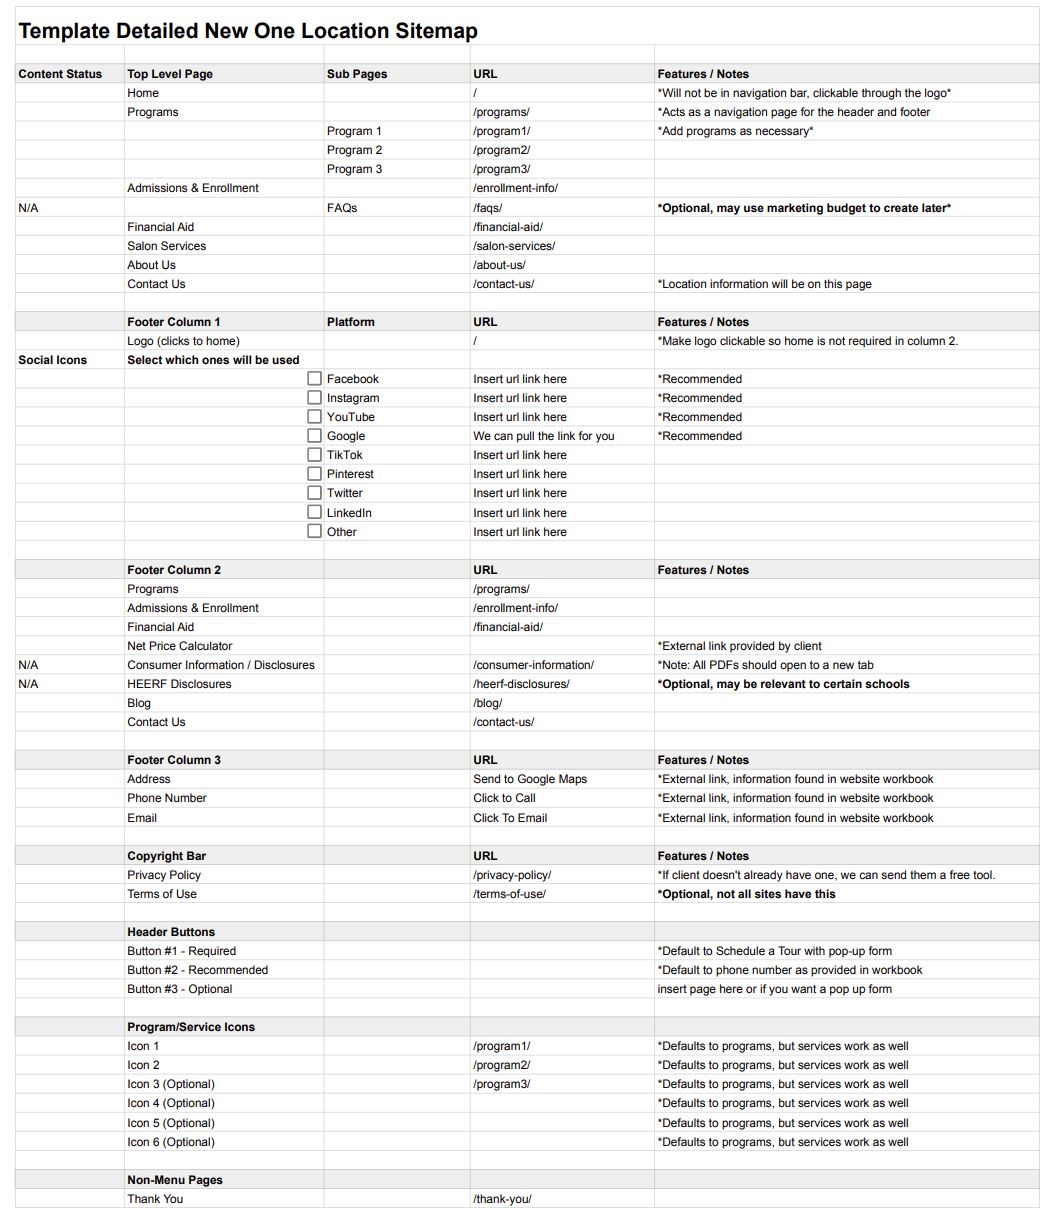 Template Detailed New One Location Sitemap
Content Status Top Level Page Sub Pages URL Features / Notes
Home / *Will not be in navigation bar, clickable through the logo*
Programs /programs/ *Acts as a navigation page for the header and footer
Program 1 /program1/ *Add programs as necessary*
Program 2 /program2/
Program 3 /program3/
Admissions & Enrollment /enrollment-info/
N/A FAQs /faqs/ *Optional, may use marketing budget to create later*
Financial Aid /financial-aid/
Salon Services /salon-services/
About Us /about-us/
Contact Us /contact-us/ *Location information will be on this page
Footer Column 1 Platform URL Features / Notes
Logo (clicks to home) / *Make logo clickable so home is not required in column 2.
Social Icons Select which ones will be used
Facebook Insert url link here *Recommended
Instagram Insert url link here *Recommended
YouTube Insert url link here *Recommended
Google We can pull the link for you *Recommended
TikTok Insert url link here
Pinterest Insert url link here
Twitter Insert url link here
LinkedIn Insert url link here
Other Insert url link here
Footer Column 2 URL Features / Notes
Programs /programs/
Admissions & Enrollment /enrollment-info/
Financial Aid /financial-aid/
Net Price Calculator *External link provided by client
N/A Consumer Information / Disclosures /consumer-information/ *Note: All PDFs should open to a new tab
N/A HEERF Disclosures /heerf-disclosures/ *Optional, may be relevant to certain schools
Blog /blog/
Contact Us /contact-us/
Footer Column 3 URL Features / Notes
Address Send to Google Maps *External link, information found in website workbook
Phone Number Click to Call *External link, information found in website workbook
Email Click To Email *External link, information found in website workbook
Copyright Bar URL Features / Notes
Privacy Policy /privacy-policy/ *If client doesn't already have one, we can send them a free tool.
Terms of Use /terms-of-use/ *Optional, not all sites have this
Header Buttons
Button #1 - Required *Default to Schedule a Tour with pop-up form
Button #2 - Recommended *Default to phone number as provided in workbook
Button #3 - Optional insert page here or if you want a pop up form
Program/Service Icons
Icon 1 /program1/ *Defaults to programs, but services work as well
Icon 2 /program2/ *Defaults to programs, but services work as well
Icon 3 (Optional) /program3/ *Defaults to programs, but services work as well
Icon 4 (Optional) *Defaults to programs, but services work as well
Icon 5 (Optional) *Defaults to programs, but services work as well
Icon 6 (Optional) *Defaults to programs, but services work as well
Non-Menu Pages
Thank You /thank-you/